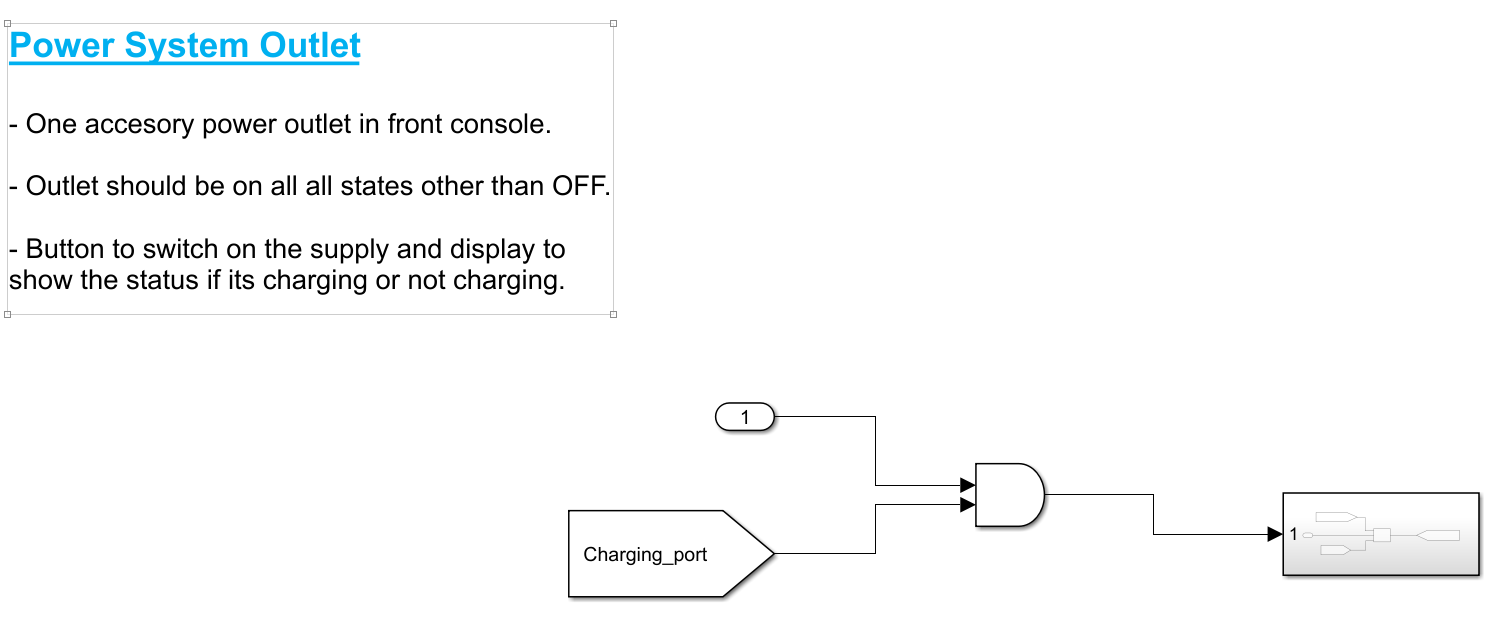 Power System Outlet
- One accesory power outlet in front console.
- Outlet should be on all all states other than OFF.
- Button to switch on the supply and display to
show the status if its charging or not charging.
1
Charging_port
1